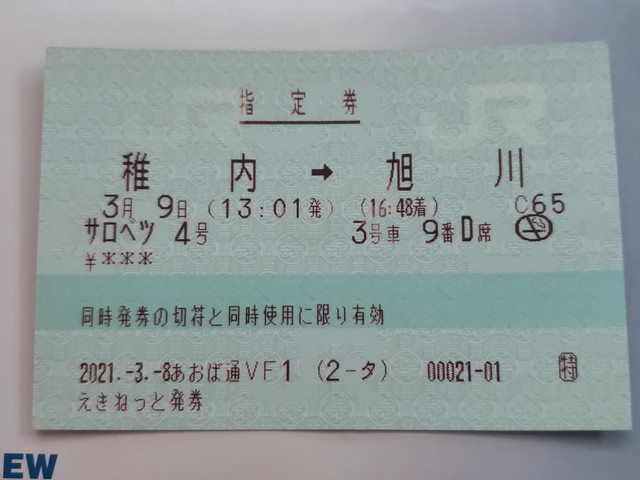 指定券
稚内 ➡ 旭川
3月 9日 (13:01発) (16:48着) C65
サロベツ 4号 3号車 9番D席
¥***
同時発券の切符と同時使用に限り有効
2021.-3.-8あおば通VF1 (2-タ) 00021-01 特
えきねっと発券
EW